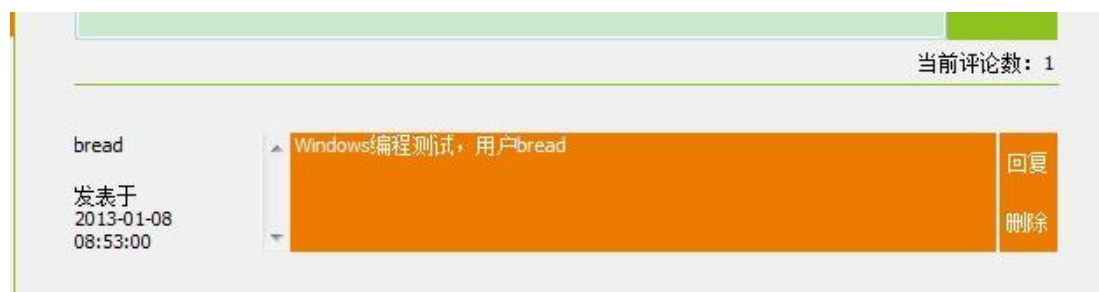 当前评论数：1
bread
Windows编程测试，用户bread
回复
发表于
2013-01-08
删除
08:53:00